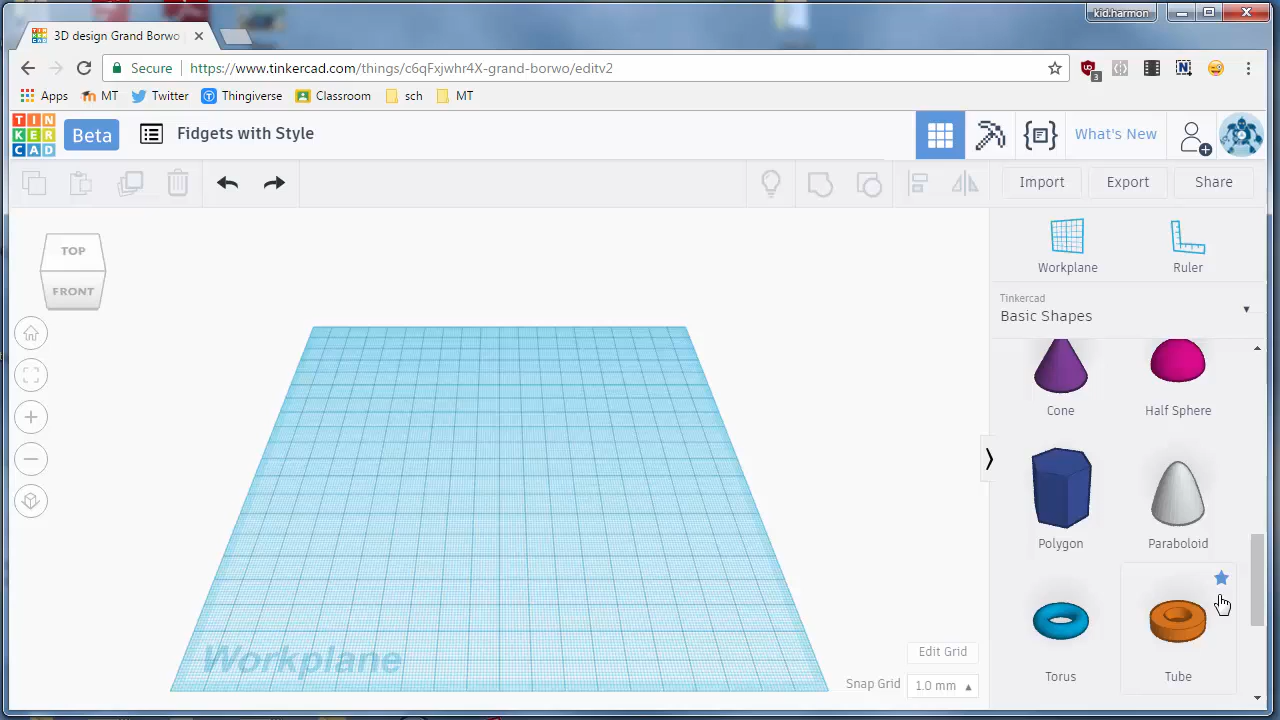 kid.harmon
3D design Grand Borwo
Secure
https://www.tinkercad.com/things/c6qFxjwhr4X-grand-borwo/editv2
3
Apps
MT
Twitter
Thingiverse
Classroom
sch
MT
TIN
KER
CAD
Beta
Fidgets with Style
What's New
Import
Export
Share
TOP
FRONT
Workplane
Ruler
Tinkercad
Basic Shapes
Cone
Half Sphere
Polygon
Paraboloid
Torus
Tube
Workplane
Edit Grid
Snap Grid
1.0 mm